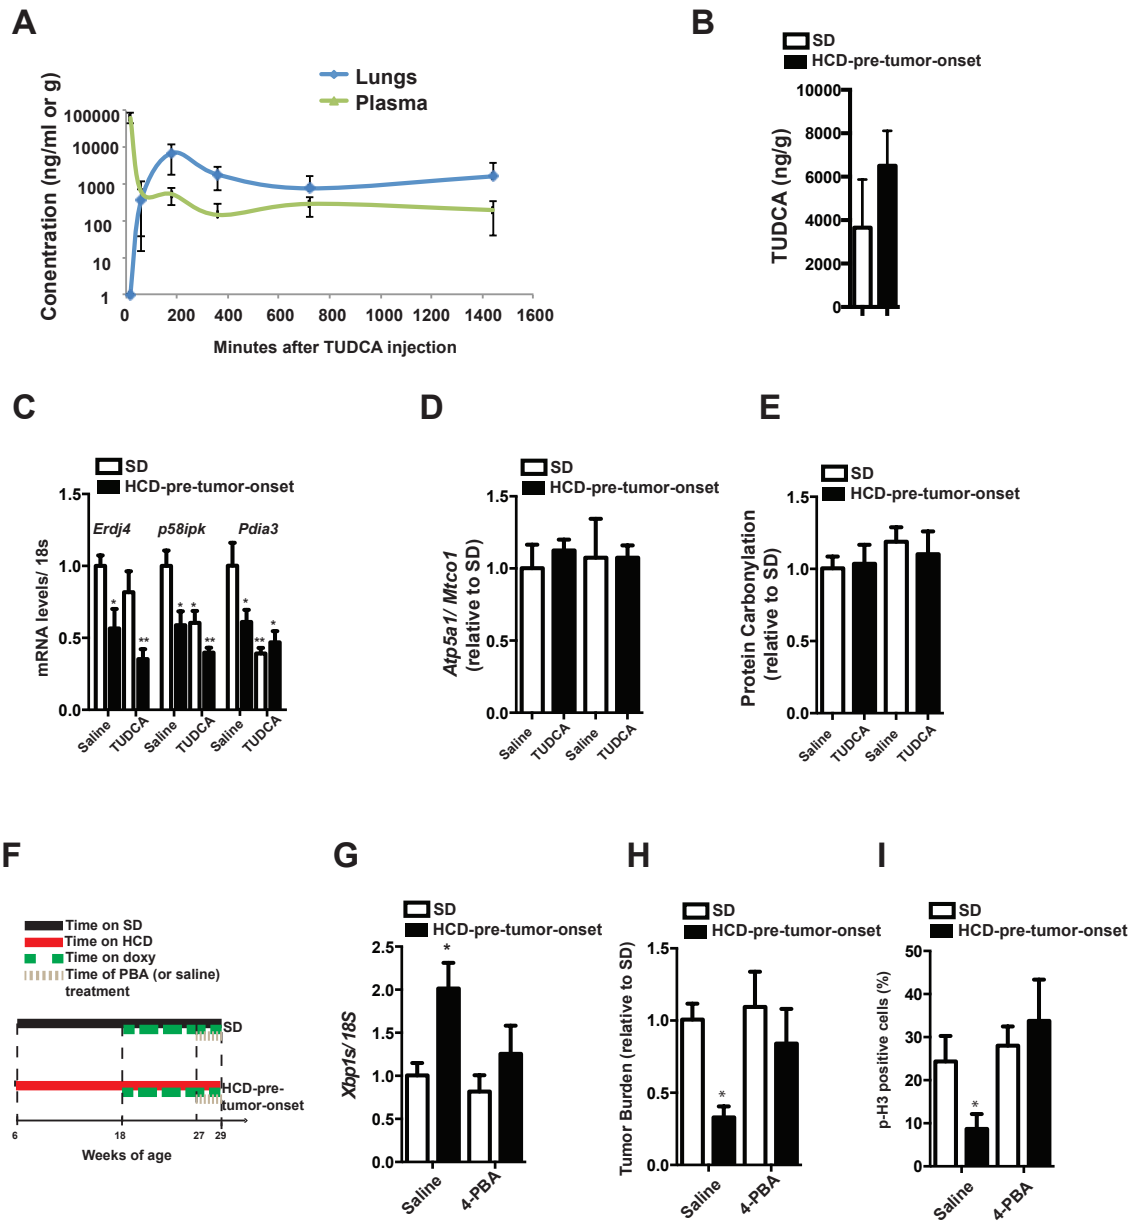 A
Lungs
Plasma
Conentration (ng/ml or g)
100000
10000
1000
100
10
1
0 200 400 600 800 1000 1200 1400 1600
Minutes after TUDCA injection
B
SD
HCD-pre-tumor-onset
TUDCA (ng/g)
10000
8000
6000
4000
2000
0
C
SD
HCD-pre-tumor-onset
mRNA levels/ 18s
1.5
1.0
0.5
0.0
Erdj4 p58ipk Pdia3
* ** * * ** * ** *
Saline TUDCA Saline TUDCA Saline TUDCA
D
SD
HCD-pre-tumor-onset
Atp5a1/ Mtco1
(relative to SD)
1.5
1.0
0.5
0.0
Saline TUDCA Saline TUDCA
E
SD
HCD-pre-tumor-onset
Protein Carbonylation
(relative to SD)
1.5
1.0
0.5
0.0
Saline TUDCA Saline TUDCA
F
Time on SD
Time on HCD
Time on doxy
Time of PBA (or saline)
treatment
SD
HCD-pre-
tumor-onset
6 18 27 29
Weeks of age
G
SD
HCD-pre-tumor-onset
Xbp1s/ 18S
2.5
2.0
1.5
1.0
0.5
0.0
*
Saline 4-PBA
H
SD
HCD-pre-tumor-onset
Tumor Burden (relative to SD)
1.5
1.0
0.5
0.0
*
Saline 4-PBA
I
SD
HCD-pre-tumor-onset
p-H3 positive cells (%)
50
40
30
20
10
0
*
Saline 4-PBA